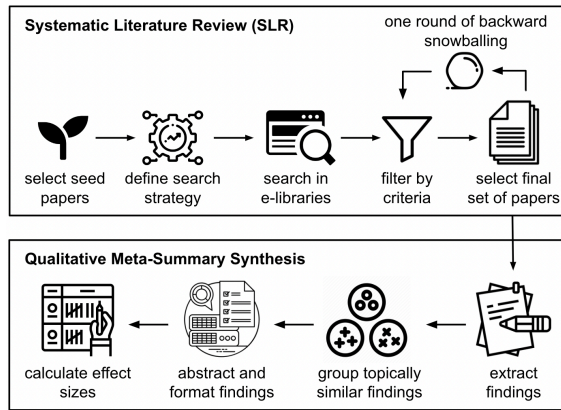 Systematic Literature Review (SLR)
one round of backward
snowballing
select seed
papers
define search
strategy
search in
e-libraries
filter by
criteria
select final
set of papers
Qualitative Meta-Summary Synthesis
calculate effect
sizes
abstract and
format findings
group topically
similar findings
extract
findings